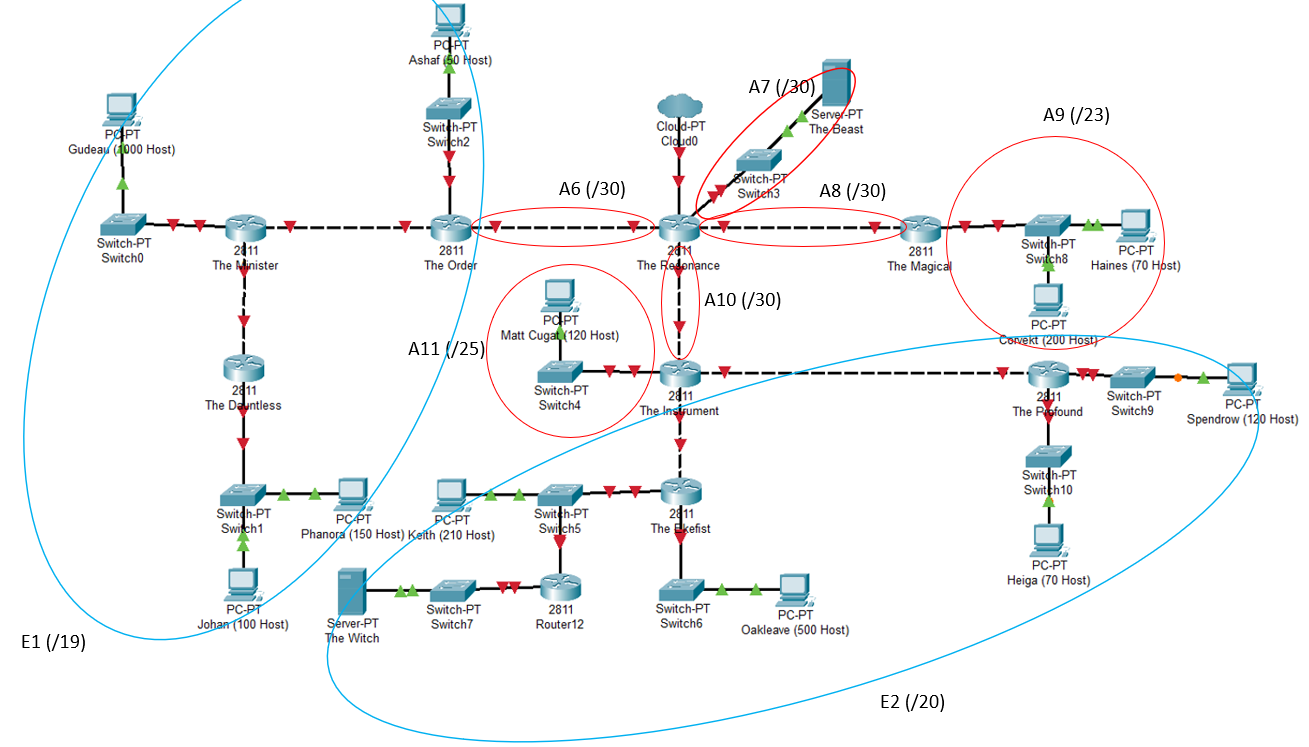 PC-PT
Ashaf (50 Host)
A7 (/30)
Server-PT
The Beast
PC-PT
Gudeau (1000 Host)
Switch-PT
Switch2
Cloud-PT
Cloud0
A9 (/23)
Switch-PT
Switch3
A6 (/30)
A8 (/30)
Switch-PT
Switch0
2811
The Minister
2811
The Order
2811
The Resonance
2811
The Magical
Switch-PT
Switch8
PC-PT
Haines (70 Host)
A10 (/30)
PC-PT
Matt Cugat (120 Host)
PC-PT
Corvekt (200 Host)
A11 (/25)
2811
The Dauntless
Switch-PT
Switch4
2811
The Instrument
2811
The Profound
Switch-PT
Switch9
PC-PT
Spendrow (120 Host)
Switch-PT
Switch10
Switch-PT
Switch1
PC-PT
Phanora (150 Host)
PC-PT
Keith (210 Host)
Switch-PT
Switch5
2811
PC-PT
Heiga (70 Host)
PC-PT
Johan (100 Host)
Server-PT
The Witch
Switch-PT
Switch7
2811
Router12
Switch-PT
Switch6
PC-PT
Oakleave (500 Host)
E1 (/19)
E2 (/20)